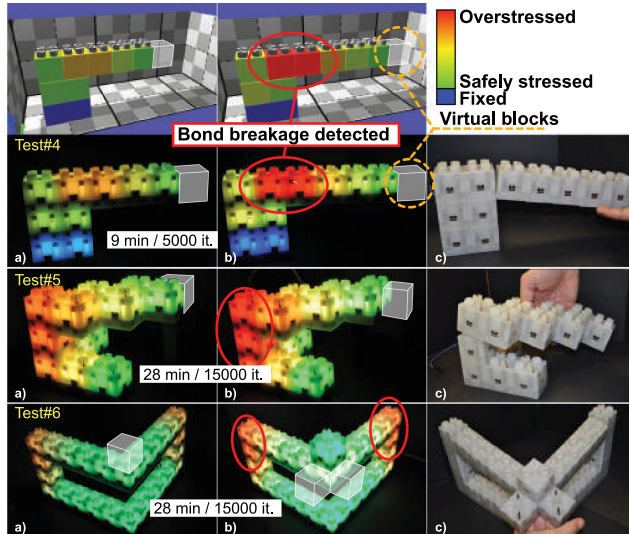 Overstressed
Safely stressed
Fixed
Bond breakage detected
Virtual blocks
Test#4
9 min / 5000 it.
a)
b)
c)
Test#5
28 min / 15000 it.
a)
b)
c)
Test#6
28 min / 15000 it.
a)
b)
c)